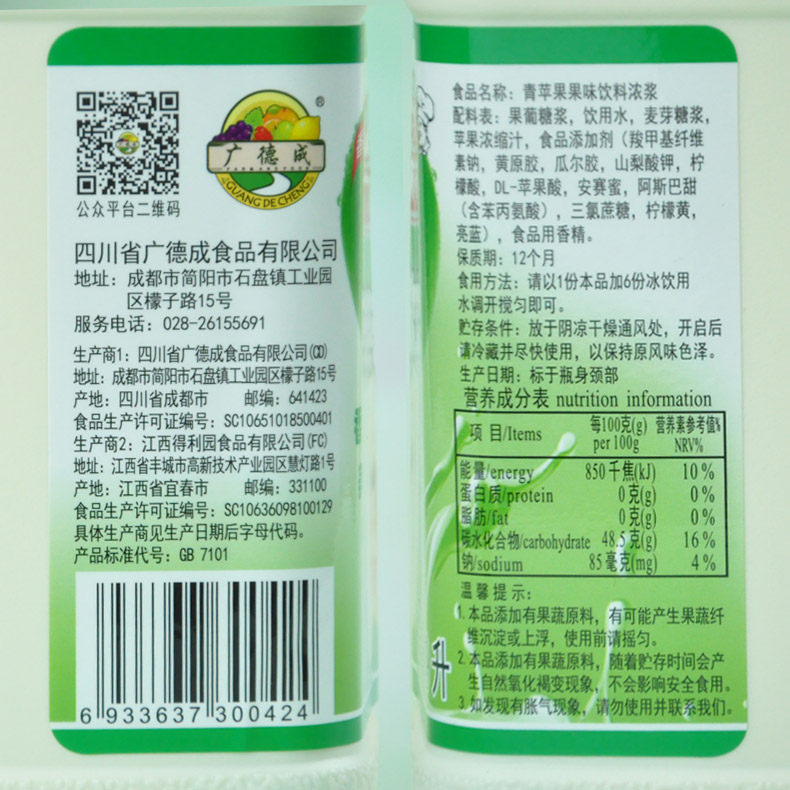 ®
广德成
GUANG DE CHENG
公众平台二维码
四川省广德成食品有限公司
地址：成都市简阳市石盘镇工业园
区檬子路15号
服务电话：028-26155691
生产商1：四川省广德成食品有限公司(CD)
地址：成都市简阳市石盘镇工业园区檬子路15号
产地：四川省成都市 邮编：641423
食品生产许可证编号：SC10651018500401
生产商2：江西得利园食品有限公司(FC)
地址：江西省丰城市高新技术产业园区慧灯路1号
产地：江西省宜春市 邮编：331100
食品生产许可证编号：SC10636098100129
具体生产商见生产日期后字母代码。
产品标准代号：GB 7101
6 933637 300424
食品名称：青苹果果味饮料浓浆
配料表：果葡糖浆，饮用水，麦芽糖浆，
苹果浓缩汁，食品添加剂（羧甲基纤维
素钠，黄原胶，瓜尔胶，山梨酸钾，柠
檬酸，DL-苹果酸，安赛蜜，阿斯巴甜
（含苯丙氨酸），三氯蔗糖，柠檬黄，
亮蓝），食品用香精。
保质期：12个月
食用方法：请以1份本品加6份冰饮用
水调开搅匀即可。
贮存条件：放于阴凉干燥通风处，开启后
请冷藏并尽快使用，以保持原风味色泽。
生产日期：标于瓶身颈部
营养成分表 nutrition information
项 目/Items 每100克(g) per 100g 营养素参考值% NRV%
能量/energy 850千焦(kJ) 10%
蛋白质/protein 0克(g) 0%
脂肪/fat 0克(g) 0%
碳水化合物/carbohydrate 48.5克(g) 16%
钠/sodium 85毫克(mg) 4%
温馨提示：
1.本品添加有果蔬原料，有可能产生果蔬纤
维沉淀或上浮，使用前请摇匀。
2.本品添加有果蔬原料，随着贮存时间会产
生自然氧化褐变现象，不会影响安全食用。
3.如发现有胀气现象，请勿使用并联系我们。
升